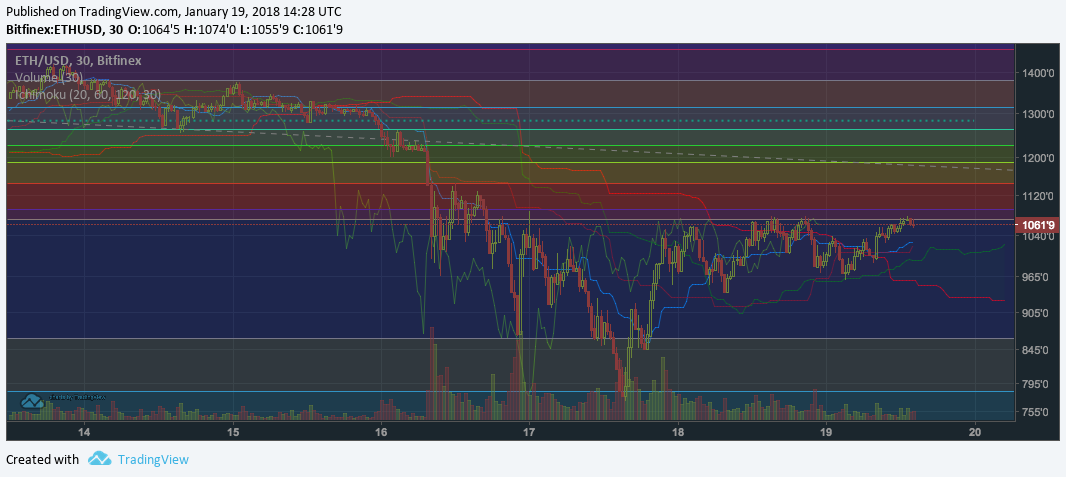 Published on TradingView.com, January 19, 2018 14:28 UTC
Bitfinex:ETHUSD, 30 O:1064'5 H:1074'0 L:1055'9 C:1061'9
ETH/USD, 30, Bitfinex
Volume (30)
Ichimoku (20, 60, 120, 30)
1400'0
1300'0
1200'0
1120'0
1061'9
1040'0
965'0
905'0
845'0
795'0
755'0
charts by TradingView
14 15 16 17 18 19 20
Created with TradingView